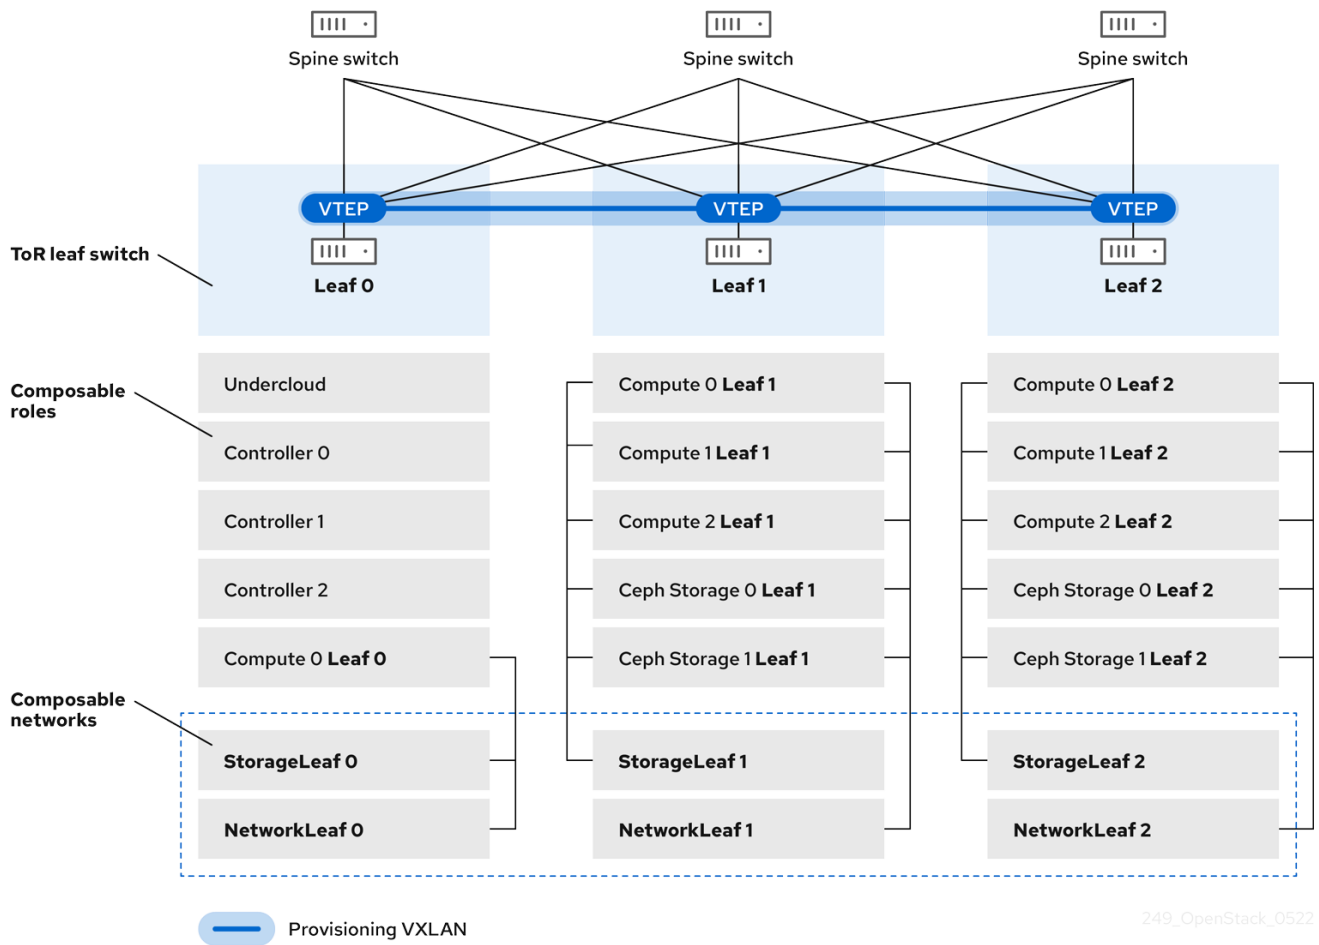 Spine switch
Spine switch
Spine switch
VTEP
VTEP
VTEP
ToR leaf switch
Leaf 0
Leaf 1
Leaf 2
Composable
roles
Undercloud
Controller 0
Controller 1
Controller 2
Compute 0 Leaf 0
Compute 0 Leaf 1
Compute 1 Leaf 1
Compute 2 Leaf 1
Ceph Storage 0 Leaf 1
Ceph Storage 1 Leaf 1
Compute 0 Leaf 2
Compute 1 Leaf 2
Compute 2 Leaf 2
Ceph Storage 0 Leaf 2
Ceph Storage 1 Leaf 2
Composable
networks
StorageLeaf 0
NetworkLeaf 0
StorageLeaf 1
NetworkLeaf 1
StorageLeaf 2
NetworkLeaf 2
Provisioning VXLAN
249_OpenStack_0522